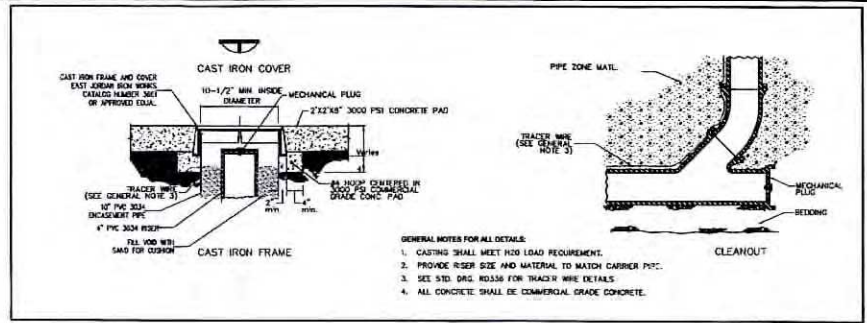 CAST IRON COVER
CAST IRON FRAME AND COVER
EAST JORDAN IRON WORKS
CATALOG NUMBER
OR APPROVED EQUAL
10-1/2" MIN. INSIDE
DIAMETER
MECHANICAL PLUG
2"X2"X8" 3000 PSI CONCRETE PAD
Varies
4"
#4 HOOP CENTERED IN
3000 PSI COMMERCIAL
GRADE CONC. PAD
TRACER WIRE
(SEE GENERAL NOTE 3)
10" PVC 3034
ENCASEMENT PIPE
4" PVC 3034 RISER
FILL VOID WITH
SAND FOR CUSHION
2"
min.
4"
min.
CAST IRON FRAME
PIPE ZONE MATL.
TRACER WIRE
(SEE GENERAL
NOTE 3)
MECHANICAL
PLUG
BEDDING
CLEANOUT
GENERAL NOTES FOR ALL DETAILS:
1. CASTING SHALL MEET H20 LOAD REQUIREMENT.
2. PROVIDE RISER SIZE AND MATERIAL TO MATCH CARRIER PIPE.
3. SEE STD. DRG. RD336 FOR TRACER WIRE DETAILS
4. ALL CONCRETE SHALL BE COMMERCIAL GRADE CONCRETE.